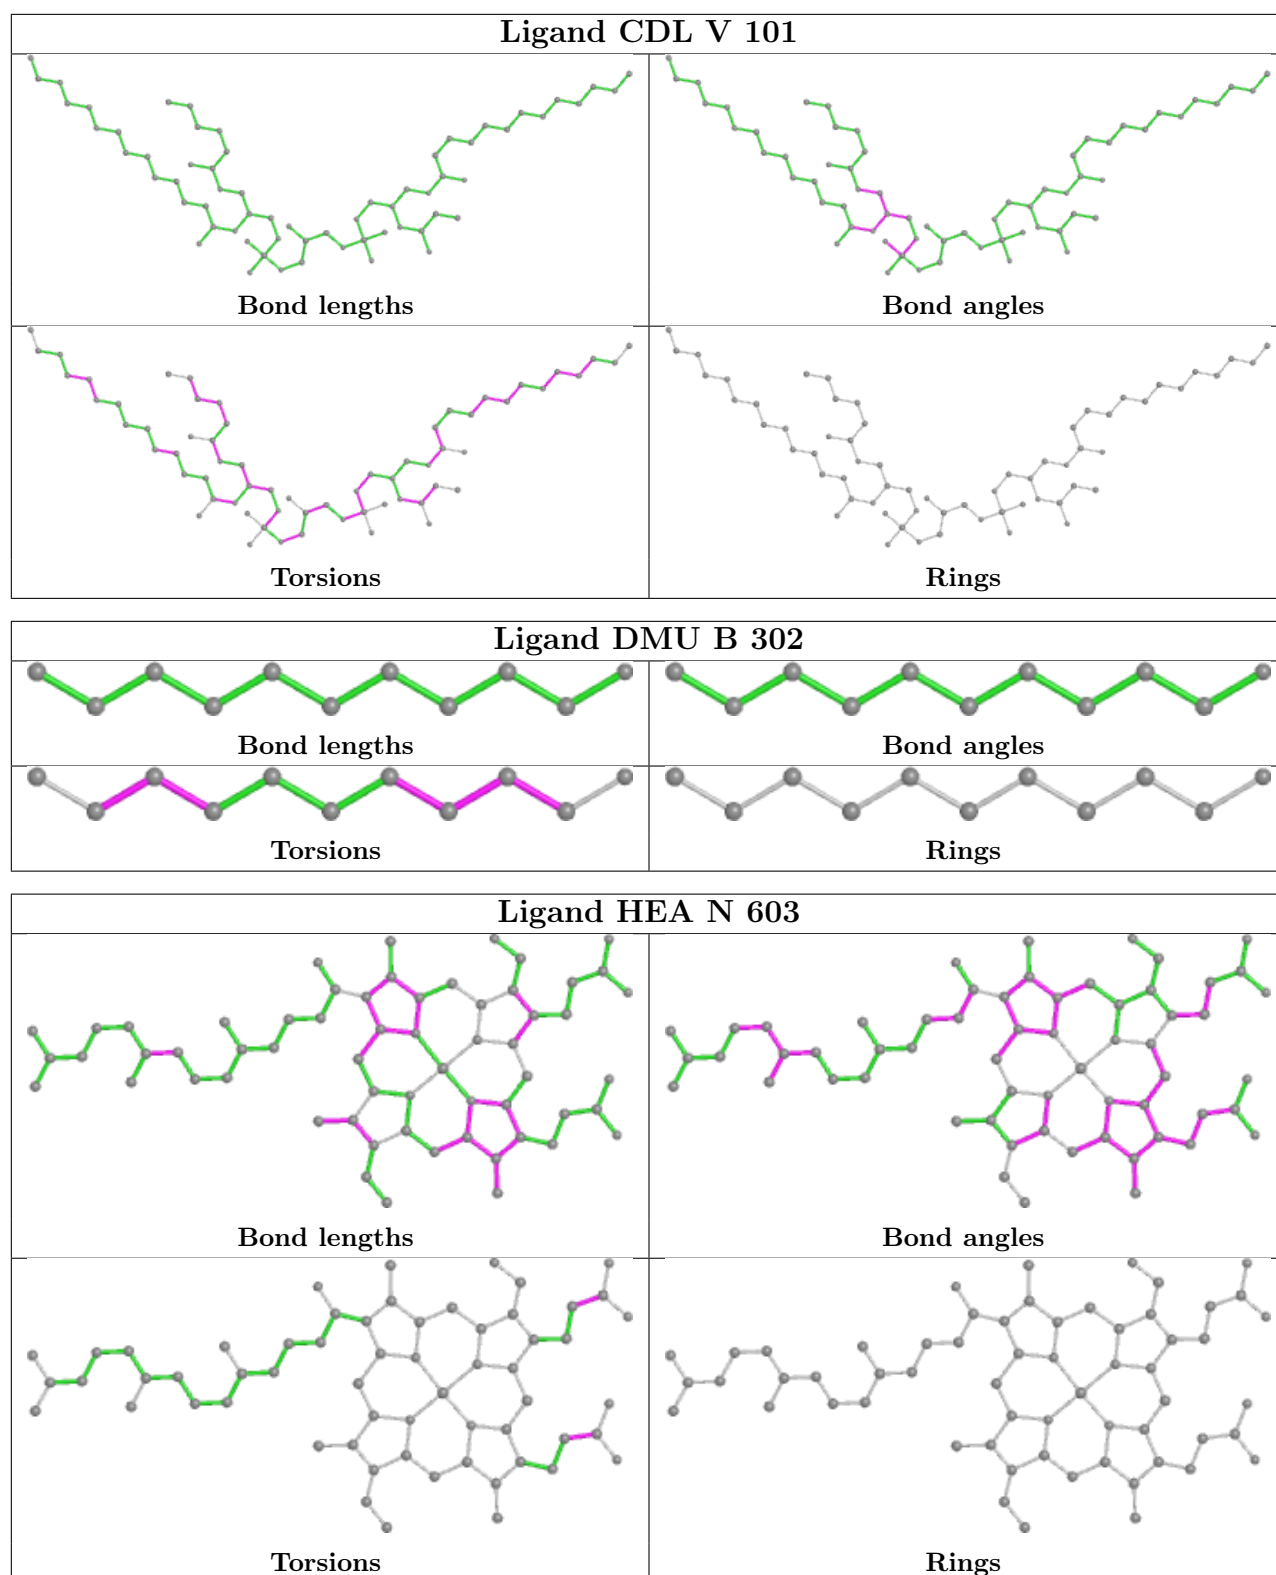 Ligand CDL V 101
Bond lengths
Bond angles
Torsions
Rings
Ligand DMU B 302
Bond lengths
Bond angles
Torsions
Rings
Ligand HEA N 603
Bond lengths
Bond angles
Torsions
Rings